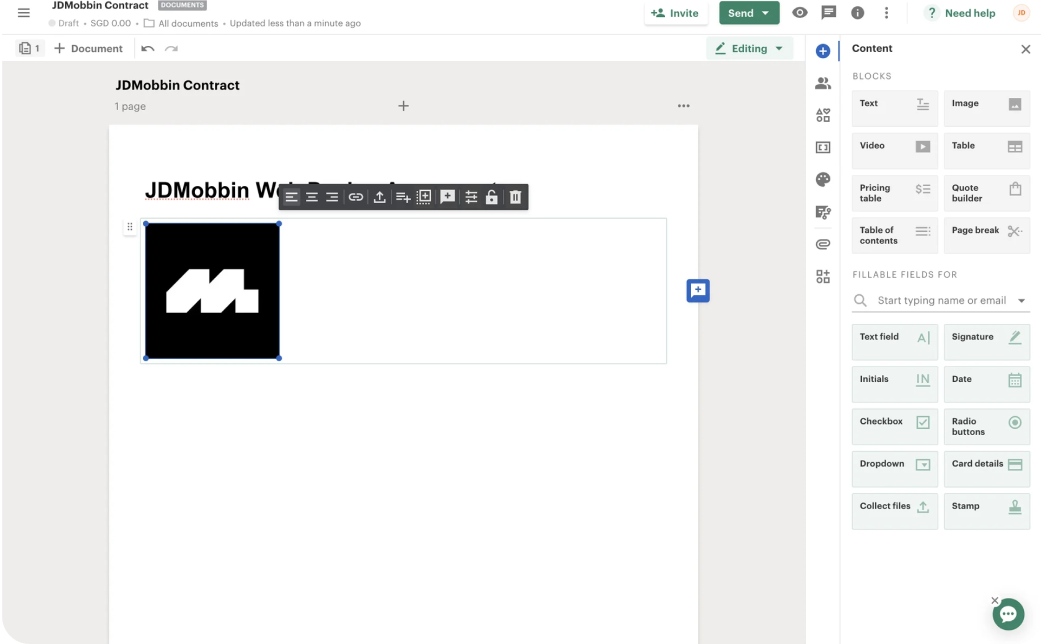 JDMobbin Contract DOCUMENTS
Draft • SGD 0.00 • All documents • Updated less than a minute ago
Invite
Send
Need help
JD
1
Document
Editing
JDMobbin Contract
1 page
JDMobbin
Content
BLOCKS
Text
Image
Video
Table
Pricing
table
Quote
builder
Table of
contents
Page break
FILLABLE FIELDS FOR
Start typing name or email
Text field
Signature
Initials
Date
Checkbox
Radio
buttons
Dropdown
Card details
Collect files
Stamp